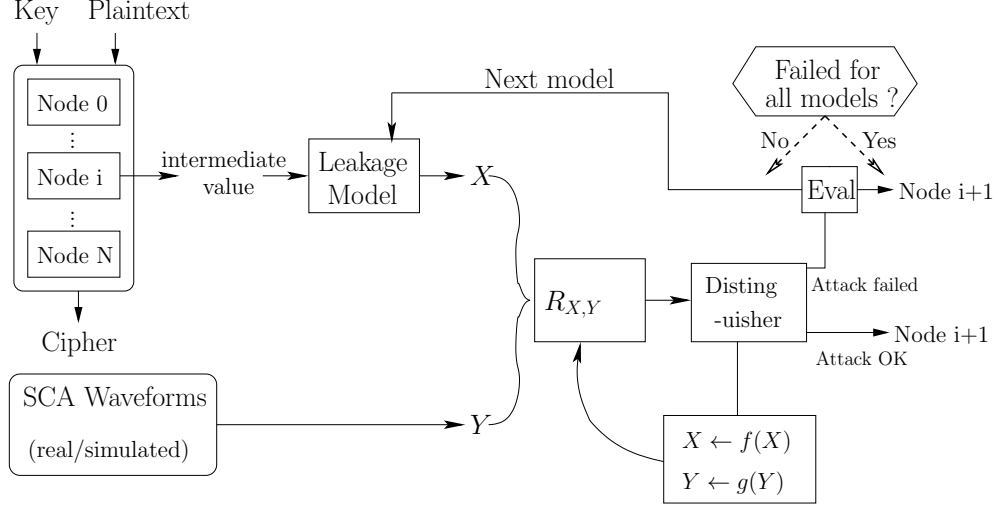 Key
Plaintext
Node 0
⋮
Node i
⋮
Node N
Cipher
SCA Waveforms
(real/simulated)
intermediate
value
Leakage
Model
X
Y
Next model
R_{X,Y}
Disting
-uisher
X ← f(X)
Y ← g(Y)
Failed for
all models ?
No
Yes
Eval
Node i+1
Attack failed
Node i+1
Attack OK